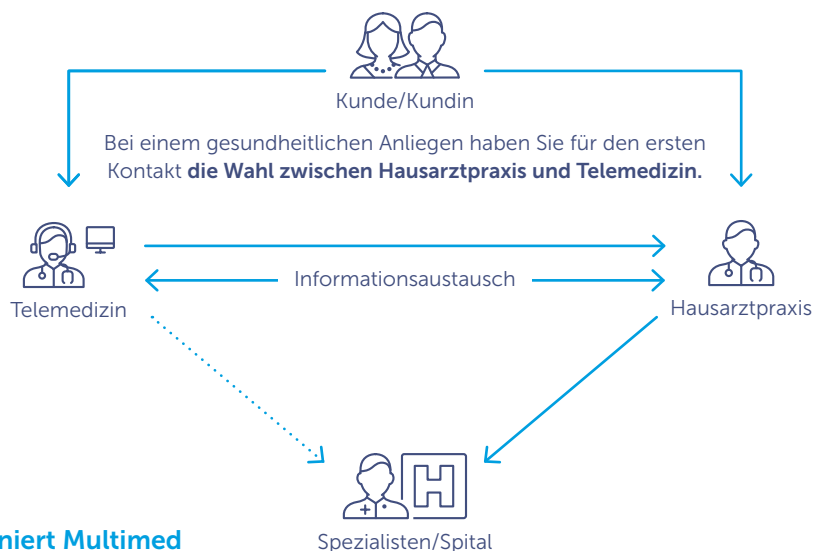 Kunde/Kundin
Bei einem gesundheitlichen Anliegen haben Sie für den ersten
Kontakt die Wahl zwischen Hausarztpraxis und Telemedizin.
Informationsaustausch
Telemedizin
Hausarztpraxis
H
niert Multimed
Spezialisten/Spital